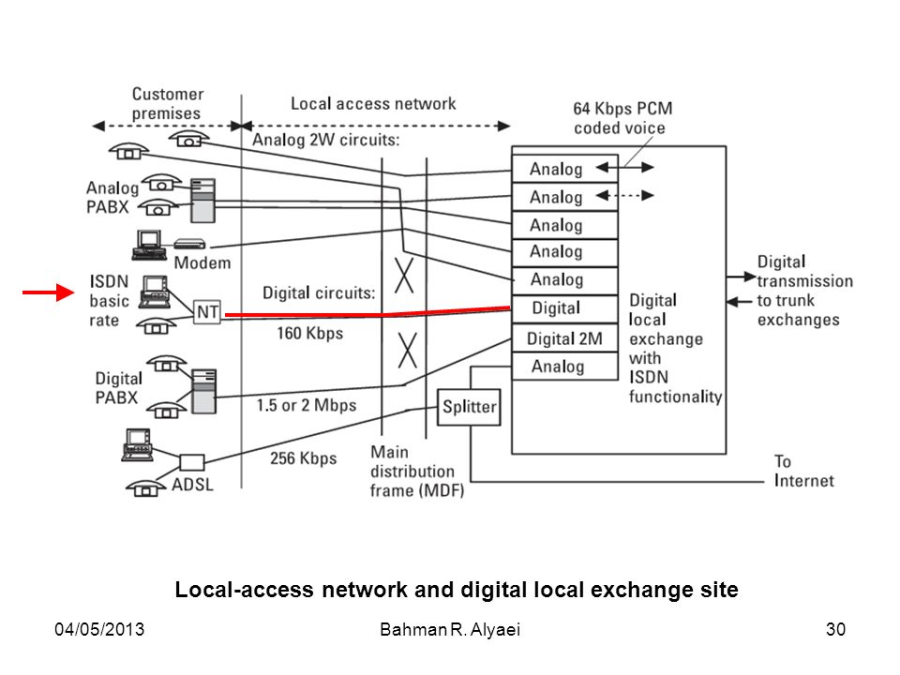 Customer
premises
Local access network
64 Kbps PCM
coded voice
Analog 2W circuits:
Analog
PABX
Modem
ISDN
basic
rate
NT
Digital circuits:
160 Kbps
Digital
PABX
1.5 or 2 Mbps
256 Kbps
ADSL
Main
distribution
frame (MDF)
Splitter
Analog
Analog
Analog
Analog
Analog
Digital
Digital 2M
Analog
Digital
local
exchange
with
ISDN
functionality
Digital
transmission
to trunk
exchanges
To
Internet
Local-access network and digital local exchange site
04/05/2013
Bahman R. Alyaei
30